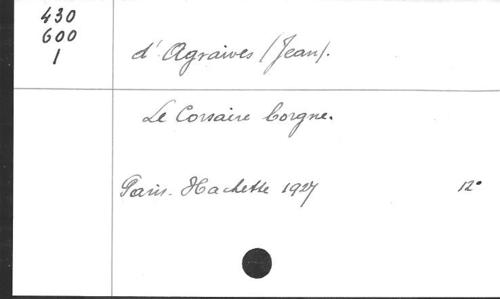 430
600
1
d'Agraives (Jean).
Le Corsaire borgne.
Paris. Hachette 1927 12°